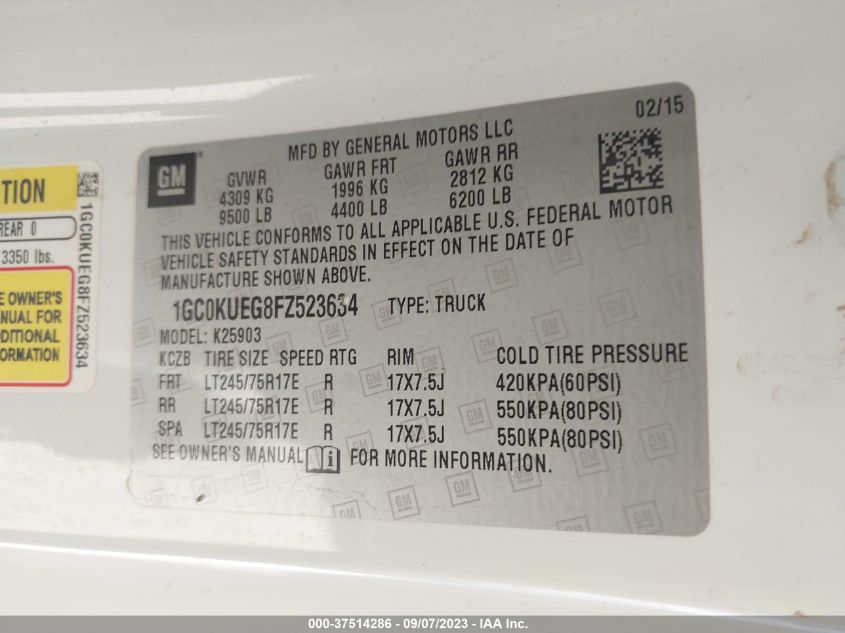 TION
REAR 0
3350 lbs.
E OWNER'S
ANUAL FOR
DDITIONAL
FORMATION
1GC0KUEG8FZ523634
02/15
GM
MFD BY GENERAL MOTORS LLC
GVWR GAWR FRT GAWR RR
4309 KG 1996 KG 2812 KG
9500 LB 4400 LB 6200 LB
THIS VEHICLE CONFORMS TO ALL APPLICABLE U.S. FEDERAL MOTOR
VEHICLE SAFETY STANDARDS IN EFFECT ON THE DATE OF
MANUFACTURE SHOWN ABOVE.
1GC0KUEG8FZ523634 TYPE: TRUCK
MODEL: K25903
KCZB TIRE SIZE SPEED RTG RIM COLD TIRE PRESSURE
FRT LT245/75R17E R 17X7.5J 420KPA(60PSI)
RR LT245/75R17E R 17X7.5J 550KPA(80PSI)
SPA LT245/75R17E R 17X7.5J 550KPA(80PSI)
SEE OWNER'S MANUAL i FOR MORE INFORMATION.
000-37514286 - 09/07/2023 - IAA Inc.